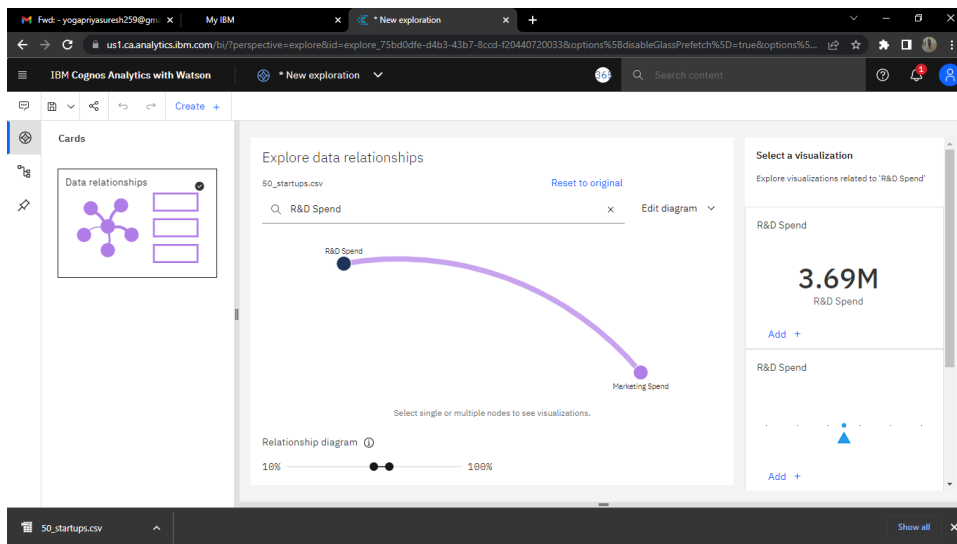 Fwd: - yogapriyasuresh259@gm
My IBM
* New exploration
us1.ca.analytics.ibm.com/bi/?perspective=explore&id=explore_75bd0dfe-d4b3-43b7-8ccd-f20440720033&options%5BdisableGlassPrefetch%5D=true&options%5...
IBM Cognos Analytics with Watson
* New exploration
365
Search content
1
Create +
Cards
Data relationships
Explore data relationships
50_startups.csv
Reset to original
R&D Spend
Edit diagram
R&D Spend
Marketing Spend
Select single or multiple nodes to see visualizations.
Relationship diagram
10%
100%
Select a visualization
Explore visualizations related to 'R&D Spend'
R&D Spend
3.69M
R&D Spend
Add +
R&D Spend
Add +
50_startups.csv
Show all